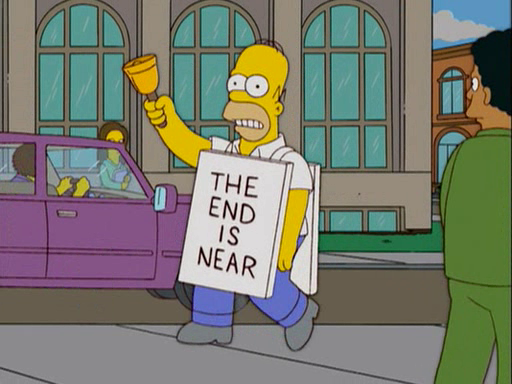 THE
END
IS
NEAR